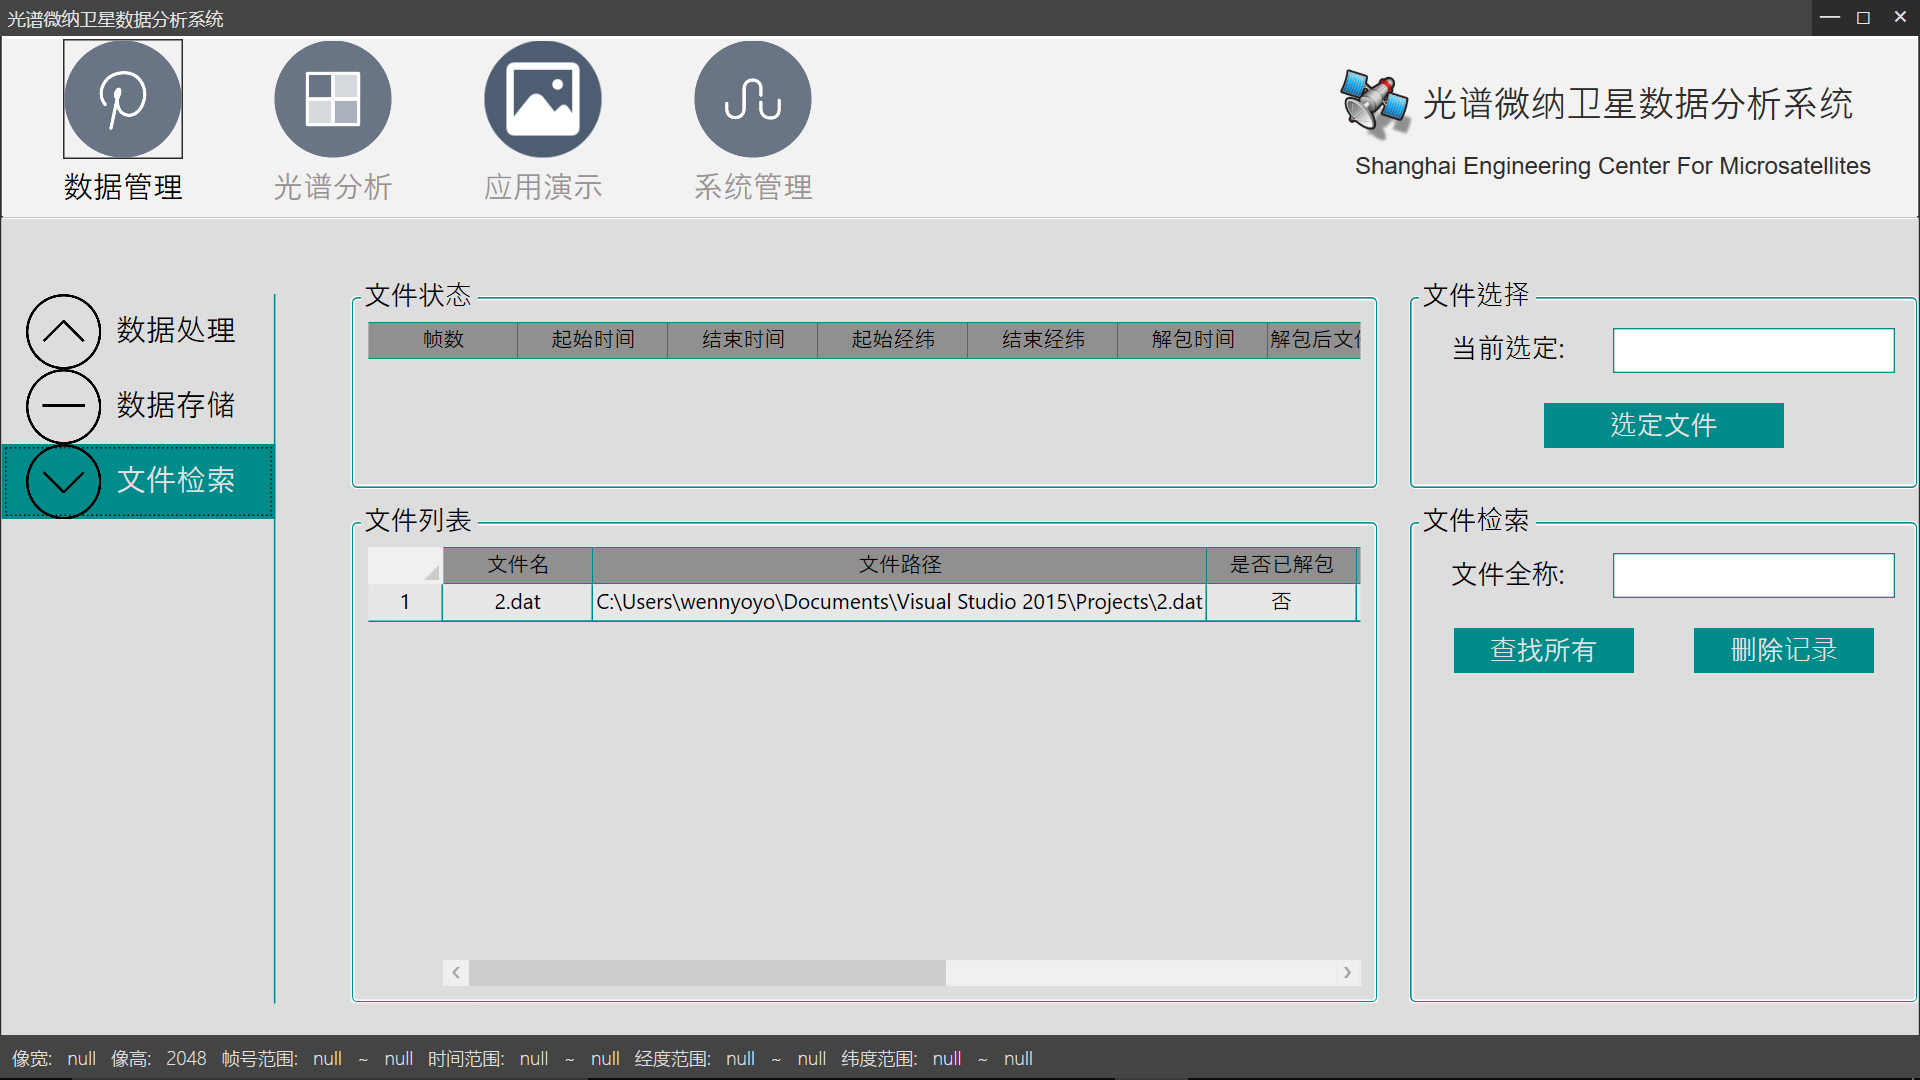 光谱微纳卫星数据分析系统
数据管理 光谱分析 应用演示 系统管理
光谱微纳卫星数据分析系统
Shanghai Engineering Center For Microsatellites
数据处理
数据存储
文件检索
文件状态
帧数 起始时间 结束时间 起始经纬 结束经纬 解包时间 解包后文
文件列表
文件名 文件路径 是否已解包
1 2.dat C:\Users\wennyoyo\Documents\Visual Studio 2015\Projects\2.dat 否
文件选择
当前选定:
选定文件
文件检索
文件全称:
查找所有 删除记录
像宽: null 像高: 2048 帧号范围: null ~ null 时间范围: null ~ null 经度范围: null ~ null 纬度范围: null ~ null